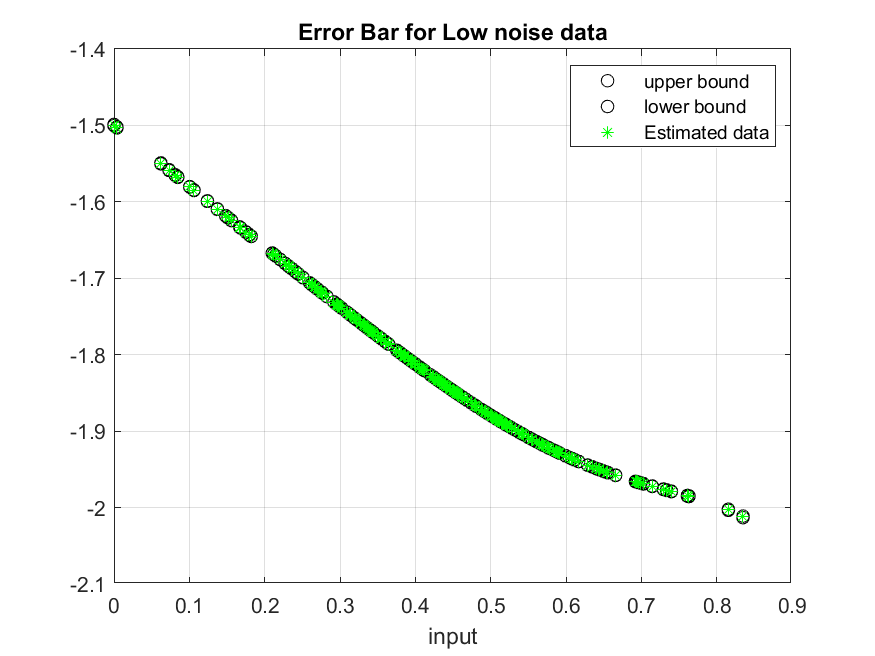 Error Bar for Low noise data
upper bound
lower bound
Estimated data
-1.4
-1.5
-1.6
-1.7
-1.8
-1.9
-2
-2.1
0 0.1 0.2 0.3 0.4 0.5 0.6 0.7 0.8 0.9
input